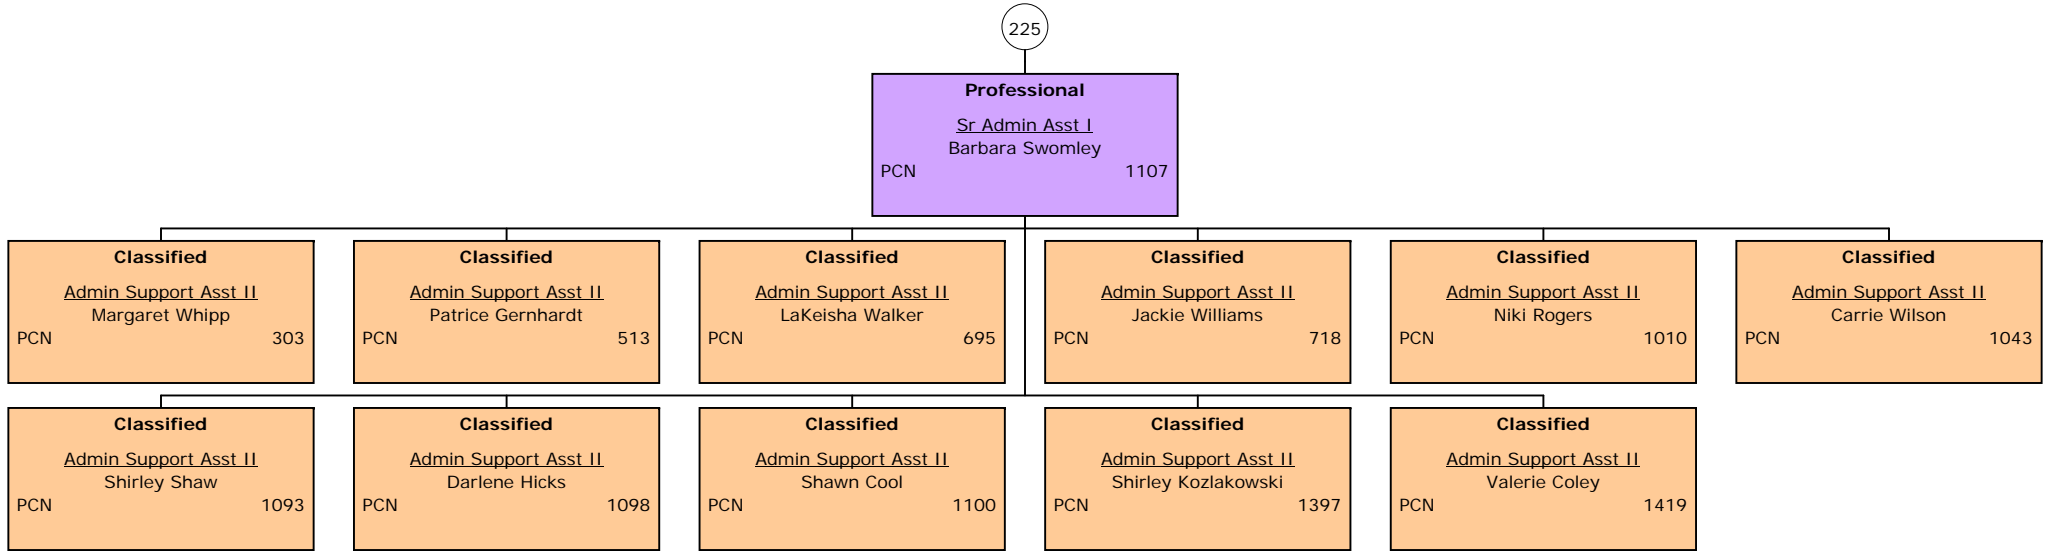 225
Professional
Sr Admin Asst I
Barbara Swomley
PCN 1107
Classified
Admin Support Asst II
Margaret Whipp
PCN 303
Classified
Admin Support Asst II
Patrice Gernhardt
PCN 513
Classified
Admin Support Asst II
LaKeisha Walker
PCN 695
Classified
Admin Support Asst II
Jackie Williams
PCN 718
Classified
Admin Support Asst II
Niki Rogers
PCN 1010
Classified
Admin Support Asst II
Carrie Wilson
PCN 1043
Classified
Admin Support Asst II
Shirley Shaw
PCN 1093
Classified
Admin Support Asst II
Darlene Hicks
PCN 1098
Classified
Admin Support Asst II
Shawn Cool
PCN 1100
Classified
Admin Support Asst II
Shirley Kozlakowski
PCN 1397
Classified
Admin Support Asst II
Valerie Coley
PCN 1419